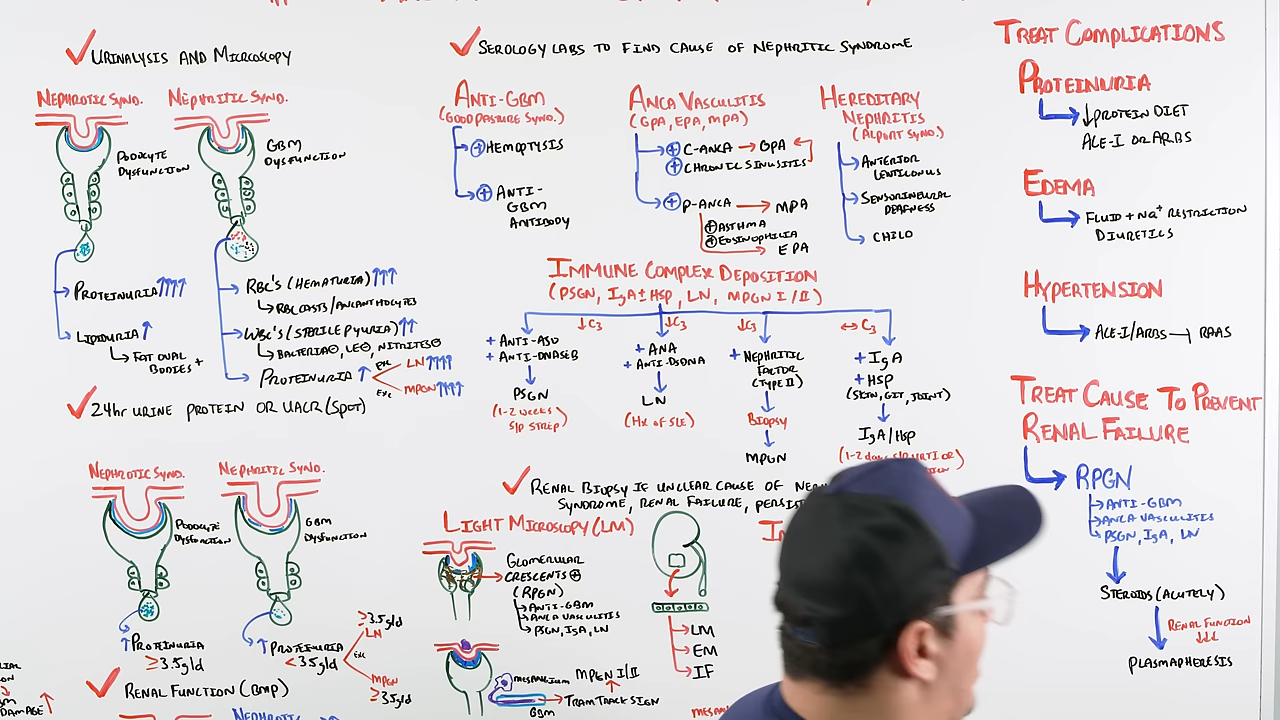 ✓ URINALYSIS AND MICROSCOPY
NEPHROTIC SYND. NEPHRITIC SYND.
PODOCYTE
DYSFUNCTION
GBM
DYSFUNCTION
PROTEINURIA ↑↑↑↑
LIPIDURIA ↑
FAT OVAL
BODIES +
RBC'S (HEMATURIA) ↑↑↑
RBC CASTS/ACANTHOCYTES
WBC'S (STERILE PYURIA) ↑↑
BACTERIA⊖, LE⊖, NITRITES⊖
PROTEINURIA ↑
EXC LN ↑↑↑↑
EXC MPGN ↑↑↑↑
✓ 24hr URINE PROTEIN OR UACR (SPOT)
NEPHROTIC SYND. NEPHRITIC SYND.
PODOCYTE
DYSFUNCTION
GBM
DYSFUNCTION
↑ PROTEINURIA
≥3.5g/d
↑ PROTEINURIA
<3.5g/d
≥3.5g/d
LN
EXC
MPGN
≥3.5g/d
✓ RENAL FUNCTION (BMP)
DAMAGE ↑
✓ SEROLOGY LABS TO FIND CAUSE OF NEPHRITIC SYNDROME
ANTI-GBM
(GOODPASTURE SYND.)
⊕ HEMOPTYSIS
⊕ ANTI-
GBM
ANTIBODY
ANCA VASCULITIS
(GPA, EPA, MPA)
⊕ C-ANCA → GPA
⊕ CHRONIC SINUSITIS
⊕ P-ANCA → MPA
⊕ ASTHMA
⊕ EOSINOPHILIA
EPA
HEREDITARY
NEPHRITIS
(ALPORT SYND.)
ANTERIOR
LENTICONUS
SENSORINEURAL
DEAFNESS
CHILD
IMMUNE COMPLEX DEPOSITION
(PSGN, IgA ± HSP, LN, MPGN I/II)
↓C3 ↓C3 ↓C3 ↔ C3
+ ANTI-ASO
+ ANTI-DNASEB
PSGN
(1-2 WEEKS
S/P STREP)
+ ANA
+ ANTI-DSDNA
LN
(Hx OF SLE)
+ NEPHRITIC
FACTOR
(TYPE II)
BIOPSY
MPGN
+ IgA
+ HSP
(SKIN, GIT, JOINT)
IgA/HSP
✓ RENAL BIOPSY IF UNCLEAR CAUSE OF
SYNDROME, RENAL FAILURE,
LIGHT MICROSCOPY (LM)
GLOMERULAR
CRESCENTS ⊕
(RPGN)
ANTI-GBM
ANCA VASCULITIS
PSGN, IgA, LN
MESANGIUM MPGN I/II
TRAM TRACK SIGN
GBM
LM
EM
IF
TREAT COMPLICATIONS
PROTEINURIA
↓PROTEIN DIET
ACE-I OR ARBS
EDEMA
FLUID + Na+ RESTRICTION
DIURETICS
HYPERTENSION
ACE-I/ARBS ⊣ RAAS
TREAT CAUSE TO PREVENT
RENAL FAILURE
RPGN
ANTI-GBM
ANCA VASCULITIS
PSGN, IgA, LN
STEROIDS (ACUTELY)
RENAL FUNCTION
↓↓↓
PLASMAPHERESIS